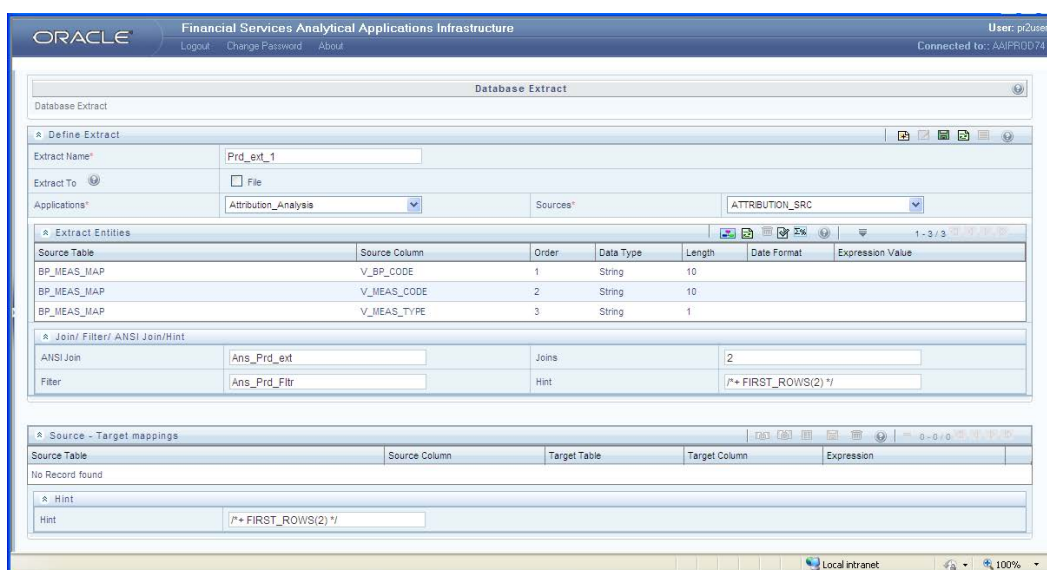 ORACLE
Financial Services Analytical Applications Infrastructure
User: pr2user
Logout Change Password About
Connected to:: AAIPROD74
Database Extract
Database Extract
Define Extract
Extract Name*
Prd_ext_1
Extract To
File
Applications*
Attribution_Analysis
Sources*
ATTRIBUTION_SRC
Extract Entities
1 - 3 / 3
Source Table Source Column Order Data Type Length Date Format Expression Value
BP_MEAS_MAP V_BP_CODE 1 String 10
BP_MEAS_MAP V_MEAS_CODE 2 String 10
BP_MEAS_MAP V_MEAS_TYPE 3 String 1
Join/ Filter/ ANSI Join/Hint
ANSI Join Ans_Prd_ext Joins 2
Filter Ans_Prd_Fltr Hint /*+ FIRST_ROWS(2) */
Source - Target mappings
0 - 0 / 0
Source Table Source Column Target Table Target Column Expression
No Record found
Hint
Hint /*+ FIRST_ROWS(2) */
Local intranet 100%